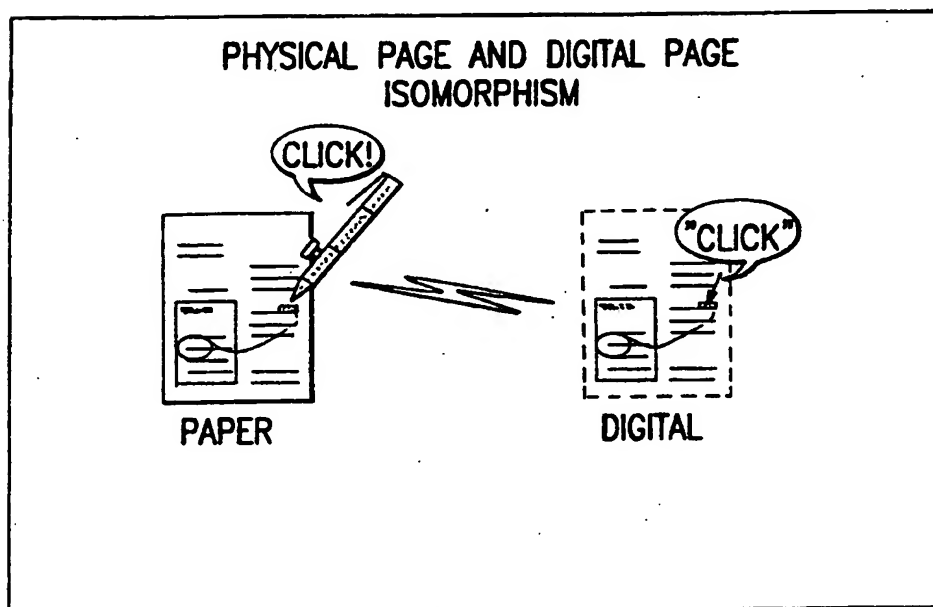 PHYSICAL PAGE AND DIGITAL PAGE
ISOMORPHISM
CLICK!
"CLICK"
PAPER
DIGITAL